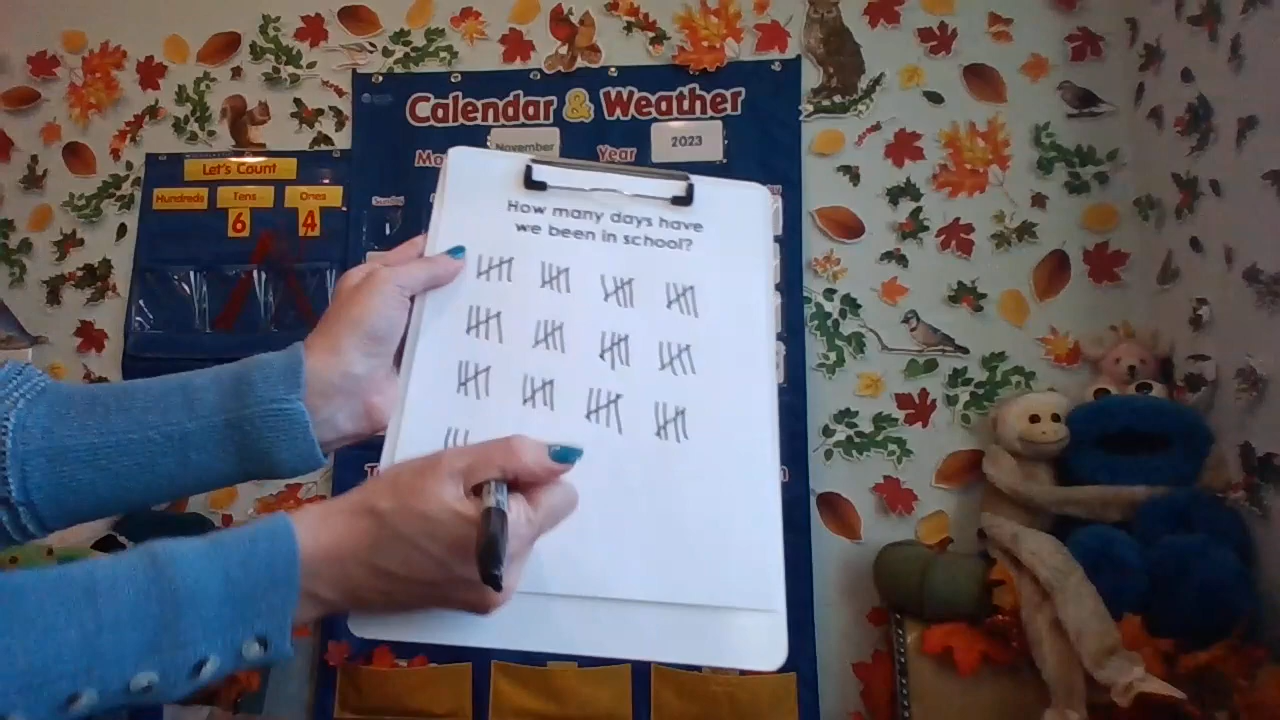 Calendar & Weather
November
Year
2023
Let's Count
Hundreds
Tens
Ones
6
4
Sunday
How many days have
we been in school?